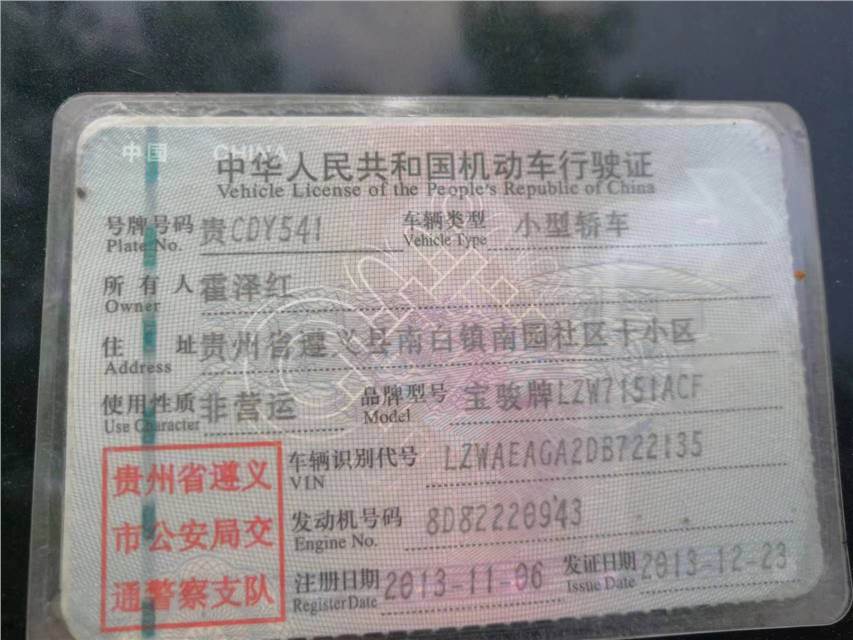 中国 CHINA
中华人民共和国机动车行驶证
Vehicle License of the People's Republic of China
号牌号码 贵CDY541 车辆类型 小型轿车
Plate No. Vehicle Type
所有人 霍泽红
Owner
住址 贵州省遵义县南白镇南园社区十小区
Address
使用性质 非营运 品牌型号 宝骏牌LZW7151ACF
Use Character Model
车辆识别代号 LZWAEAGA2DB722135
VIN
发动机号码 8D82220943
Engine No.
注册日期 2013-11-06 发证日期 2013-12-23
Register Date Issue Date
贵州省遵义
市公安局交
通警察支队